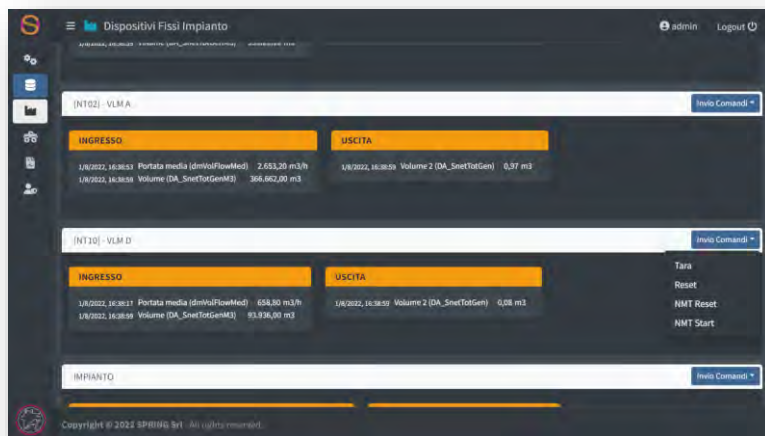 Dispositivi Fissi Impianto
admin Logout
[NT02] - VLM A
Invio Comandi
INGRESSO
1/8/2022, 16:38:53 Portata media (dmVolFlowMed) 2.653,20 m3/h
1/8/2022, 16:38:59 Volume (DA_SnetTotGenM3) 366.662,00 m3
USCITA
1/8/2022, 16:38:59 Volume 2 (DA_SnetTotGen) 0,97 m3
[NT10] - VLM D
Invio Comandi
INGRESSO
1/8/2022, 16:38:17 Portata media (dmVolFlowMed) 658,80 m3/h
1/8/2022, 16:38:59 Volume (DA_SnetTotGenM3) 93.936,00 m3
USCITA
1/8/2022, 16:38:59 Volume 2 (DA_SnetTotGen) 0,08 m3
Tara
Reset
NMT Reset
NMT Start
IMPIANTO
Invio Comandi
Copyright © 2022 SPRING Srl - All rights reserved.